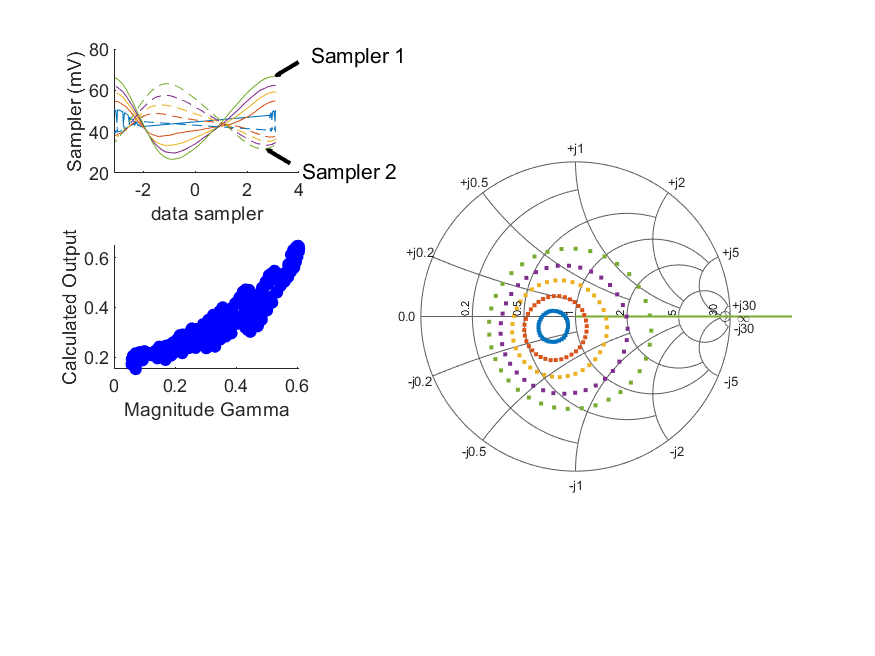 80
60
40
20
Sampler (mV)
-2
0
2
4
data sampler
Sampler 1
Sampler 2
0.6
0.4
0.2
Calculated Output
0
0.2
0.4
0.6
Magnitude Gamma
+j1
+j0.5
+j2
+j0.2
+j5
0.0
0.2
0.5
1
2
5
30
+j30
-j30
-j0.2
-j5
-j0.5
-j2
-j1